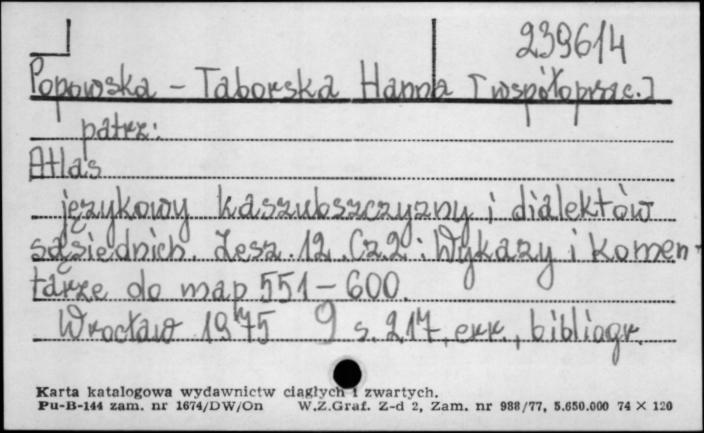 239614
Popowska - Taborska Hanna [współprac.]
patrz:
Atlas
językowy kaszubszczyzny i dialektów
sąsiednich. Zesz. 12. Cz. 2 : Wykazy i komen-
tarze do map 551 - 600.
Wrocław 1975 9 s. 217, err., bibliogr.
Karta katalogowa wydawnictw ciągłych i zwartych.
Pu-B-144 zam. nr 1674/DW/On W.Z.Graf. Z-d 2, Zam. nr 988/77, 5.650.000 74 X 120